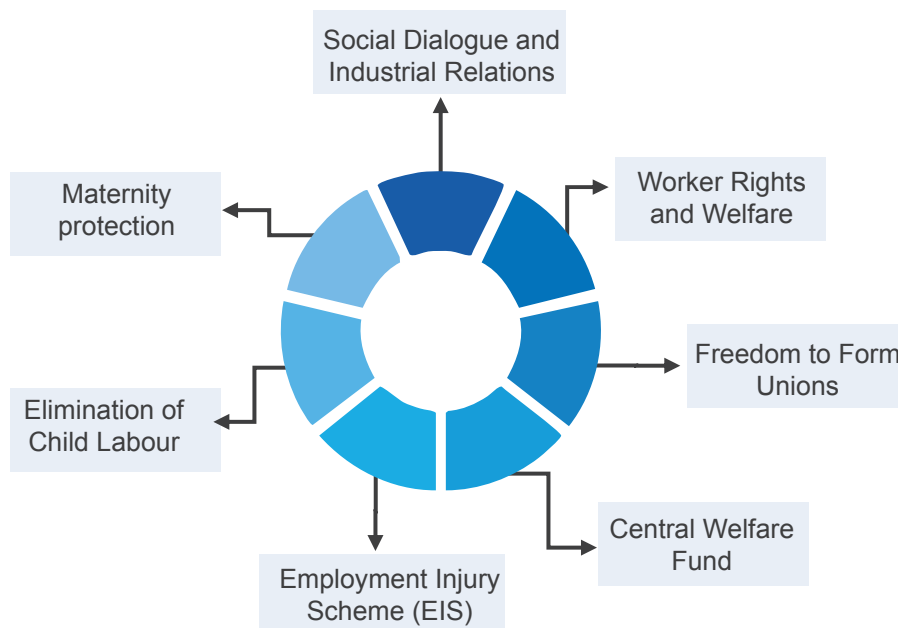 Social Dialogue and
Industrial Relations
Worker Rights
and Welfare
Freedom to Form
Unions
Central Welfare
Fund
Employment Injury
Scheme (EIS)
Elimination of
Child Labour
Maternity
protection